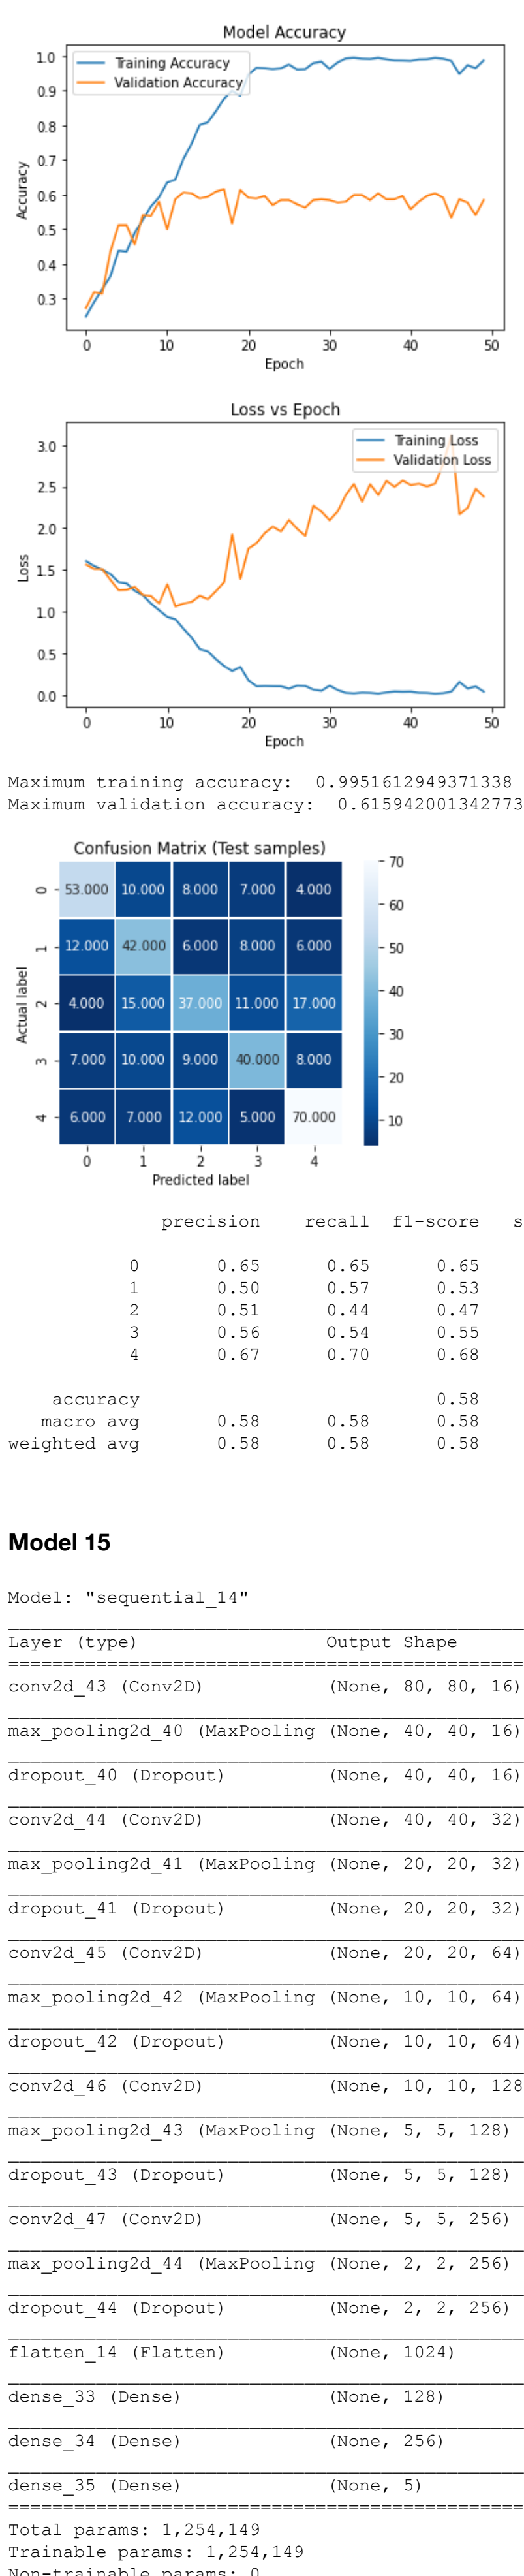 Model Accuracy
Training Accuracy
Validation Accuracy
1.0
0.9
0.8
0.7
0.6
0.5
0.4
0.3
Accuracy
0 10 20 30 40 50
Epoch
Loss vs Epoch
Training Loss
Validation Loss
3.0
2.5
2.0
1.5
1.0
0.5
0.0
Loss
0 10 20 30 40 50
Epoch
Maximum training accuracy:  0.9951612949371338
Maximum validation accuracy:  0.615942001342773
Confusion Matrix (Test samples)
0 53.000 10.000 8.000 7.000 4.000
1 12.000 42.000 6.000 8.000 6.000
2 4.000 15.000 37.000 11.000 17.000
3 7.000 10.000 9.000 40.000 8.000
4 6.000 7.000 12.000 5.000 70.000
Actual label
0 1 2 3 4
Predicted label
70
60
50
40
30
20
10
precision recall f1-score s
0 0.65 0.65 0.65
1 0.50 0.57 0.53
2 0.51 0.44 0.47
3 0.56 0.54 0.55
4 0.67 0.70 0.68
accuracy 0.58
macro avg 0.58 0.58 0.58
weighted avg 0.58 0.58 0.58
Model 15
Model: "sequential_14"
Layer (type) Output Shape
conv2d_43 (Conv2D) (None, 80, 80, 16)
max_pooling2d_40 (MaxPooling (None, 40, 40, 16)
dropout_40 (Dropout) (None, 40, 40, 16)
conv2d_44 (Conv2D) (None, 40, 40, 32)
max_pooling2d_41 (MaxPooling (None, 20, 20, 32)
dropout_41 (Dropout) (None, 20, 20, 32)
conv2d_45 (Conv2D) (None, 20, 20, 64)
max_pooling2d_42 (MaxPooling (None, 10, 10, 64)
dropout_42 (Dropout) (None, 10, 10, 64)
conv2d_46 (Conv2D) (None, 10, 10, 128
max_pooling2d_43 (MaxPooling (None, 5, 5, 128)
dropout_43 (Dropout) (None, 5, 5, 128)
conv2d_47 (Conv2D) (None, 5, 5, 256)
max_pooling2d_44 (MaxPooling (None, 2, 2, 256)
dropout_44 (Dropout) (None, 2, 2, 256)
flatten_14 (Flatten) (None, 1024)
dense_33 (Dense) (None, 128)
dense_34 (Dense) (None, 256)
dense_35 (Dense) (None, 5)
Total params: 1,254,149
Trainable params: 1,254,149
Non-trainable params: 0